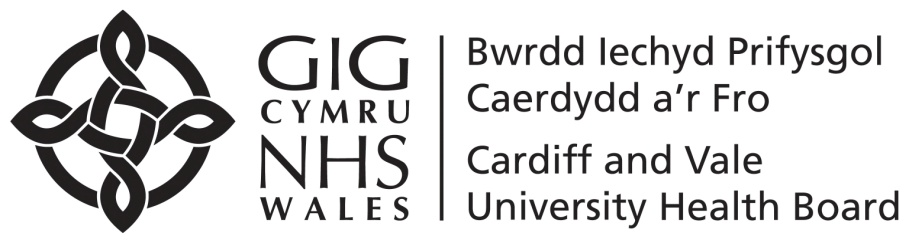 GIG
CYMRU
NHS
WALES
Bwrdd Iechyd Prifysgol
Caerdydd a'r Fro
Cardiff and Vale
University Health Board